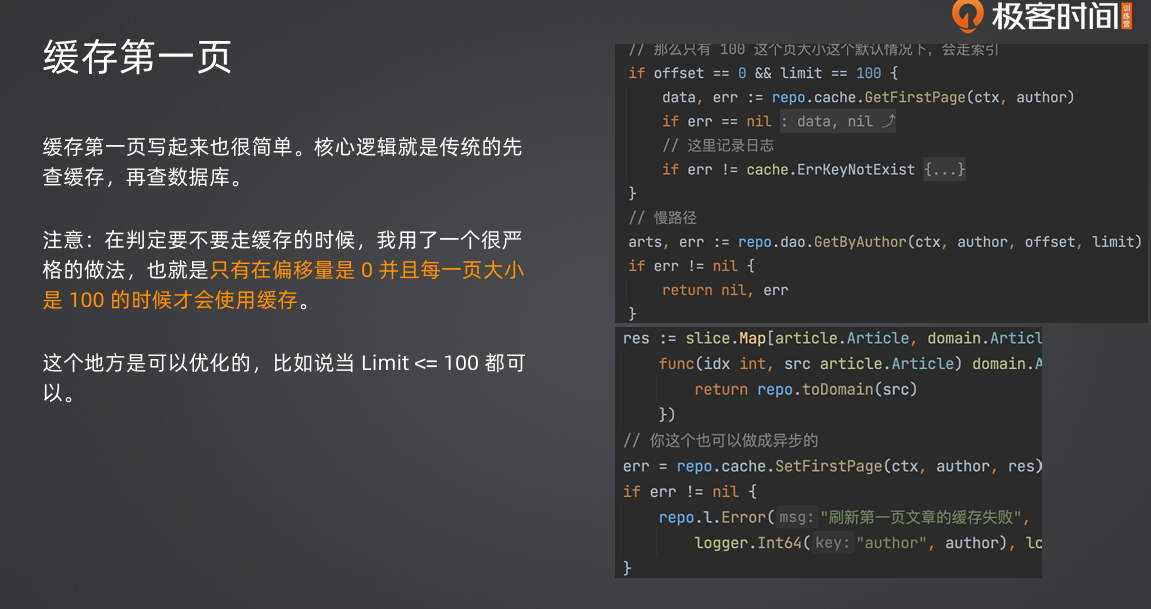 极客时间
训练营
缓存第一页
缓存第一页写起来也很简单。核心逻辑就是传统的先
查缓存，再查数据库。
注意：在判定要不要走缓存的时候，我用了一个很严
格的做法，也就是只有在偏移量是 0 并且每一页大小
是 100 的时候才会使用缓存。
这个地方是可以优化的，比如说当 Limit <= 100 都可
以。
// 那么只有 100 这个页大小这个默认情况下，会走索引
if offset == 0 && limit == 100 {
data, err := repo.cache.GetFirstPage(ctx, author)
if err == nil : data, nil ⤴
// 这里记录日志
if err != cache.ErrKeyNotExist {...}
}
// 慢路径
arts, err := repo.dao.GetByAuthor(ctx, author, offset, limit)
if err != nil {
return nil, err
}
res := slice.Map[article.Article, domain.Articl
func(idx int, src article.Article) domain.A
return repo.toDomain(src)
})
// 你这个也可以做成异步的
err = repo.cache.SetFirstPage(ctx, author, res)
if err != nil {
repo.l.Error( msg: "刷新第一页文章的缓存失败",
logger.Int64( key: "author", author), lo
}